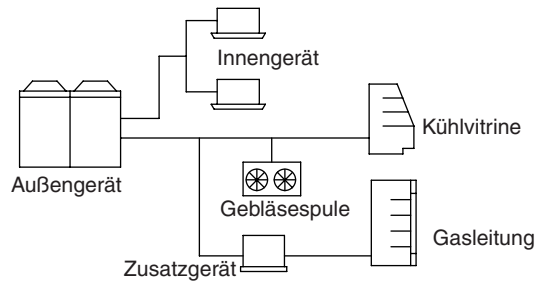 Innengerät
Kühlvitrine
Außengerät
Gebläsespule
Gasleitung
Zusatzgerät